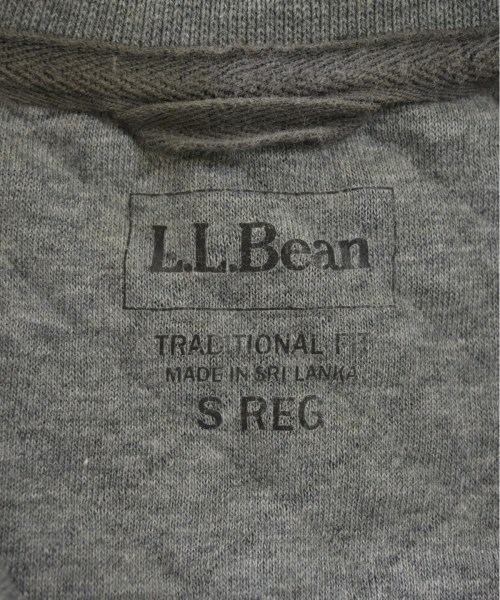 L.L.Bean
TRADITIONAL FIT
MADE IN SRI LANKA
S REG